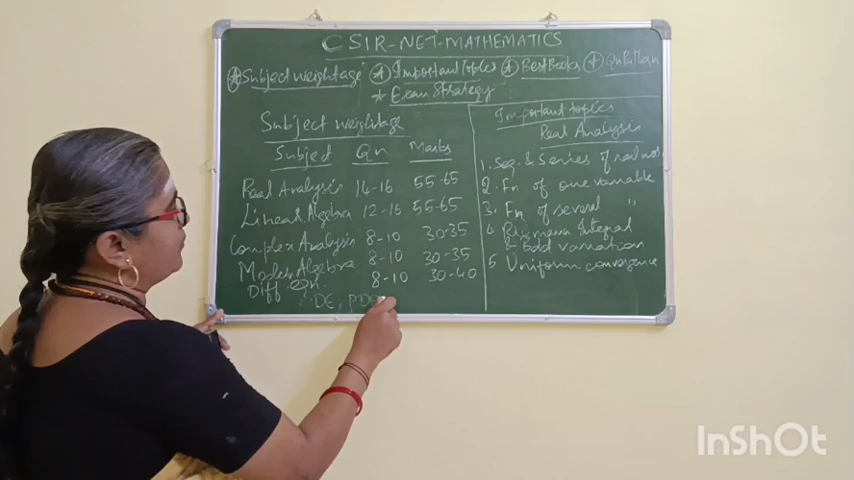 CSIR-NET-MATHEMATICS
* Subject weightage * Important Topics * Best Books * Qn Pattern
* Exam Strategy
Subject weightage
Subject Qn Marks
Real Analysis 14-16 55-65
Linear Algebra 12-16 55-65
Complex Analysis 8-10 30-35
Modern Algebra 8-10 30-35
Diff Eqn. 8-10 30-40
ODE, PDE
Important topics
Real Analysis
1. Seq. & Series of real nos.
2. Fn of one variable
3. Fn of several "
4 Riemann Integral
& Bdd variation
5 Uniform convergence
InShOt